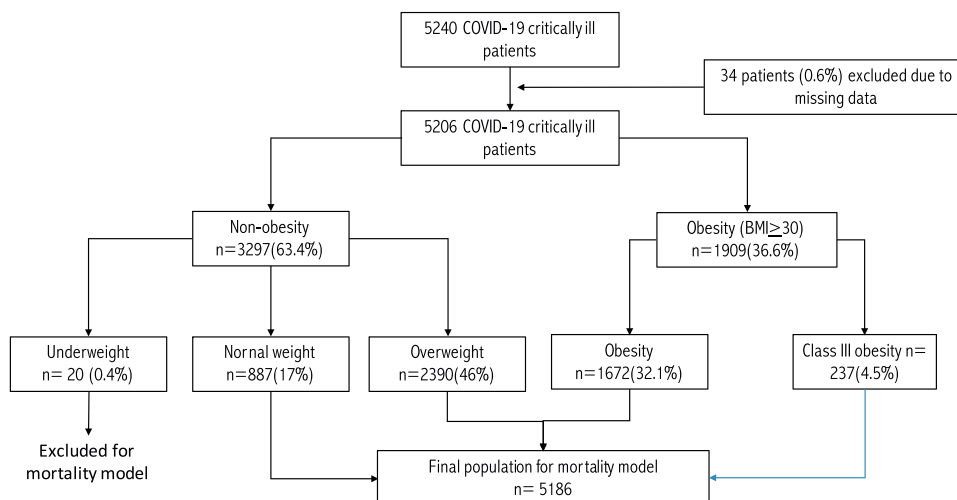 5240 COVID-19 critically ill
patients
34 patients (0.6%) excluded due to
missing data
5206 COVID-19 critically ill
patients
Non-obesity
n=3297(63.4%)
Obesity (BMI≥30)
n=1909(36.6%)
Underweight
n= 20 (0.4%)
Nornal weight
n=887(17%)
Overweight
n=2390(46%)
Obesity
n=1672(32.1%)
Class III obesity n=
237(4.5%)
Excluded for
mortality model
Final population for mortality model
n= 5186